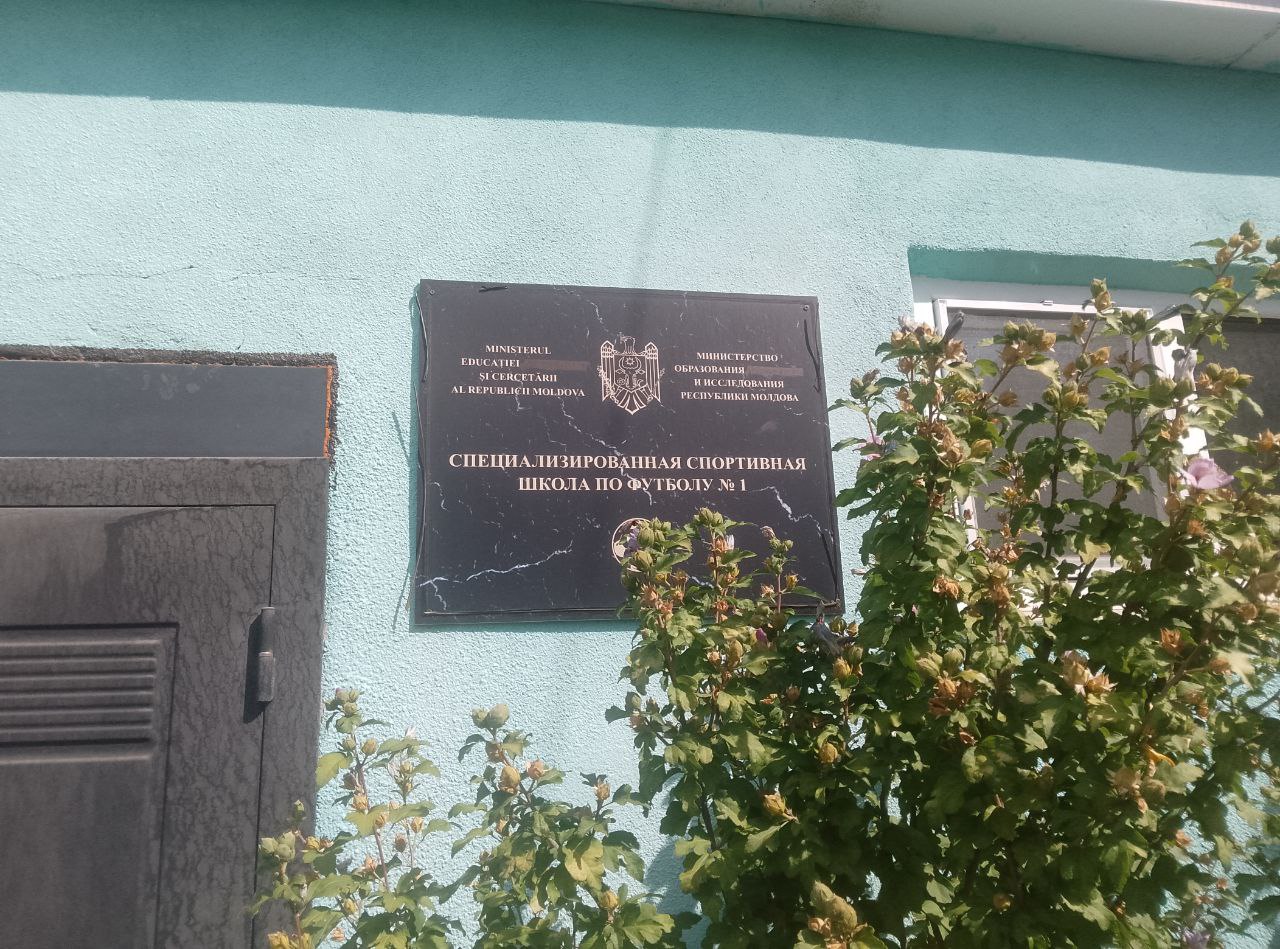 MINISTERUL
EDUCAȚIEI
ȘI CERCETĂRII
AL REPUBLICII MOLDOVA
МИНИСТЕРСТВО
ОБРАЗОВАНИЯ
И ИССЛЕДОВАНИЯ
РЕСПУБЛИКИ МОЛДОВА
СПЕЦИАЛИЗИРОВАННАЯ СПОРТИВНАЯ
ШКОЛА ПО ФУТБОЛУ № 1